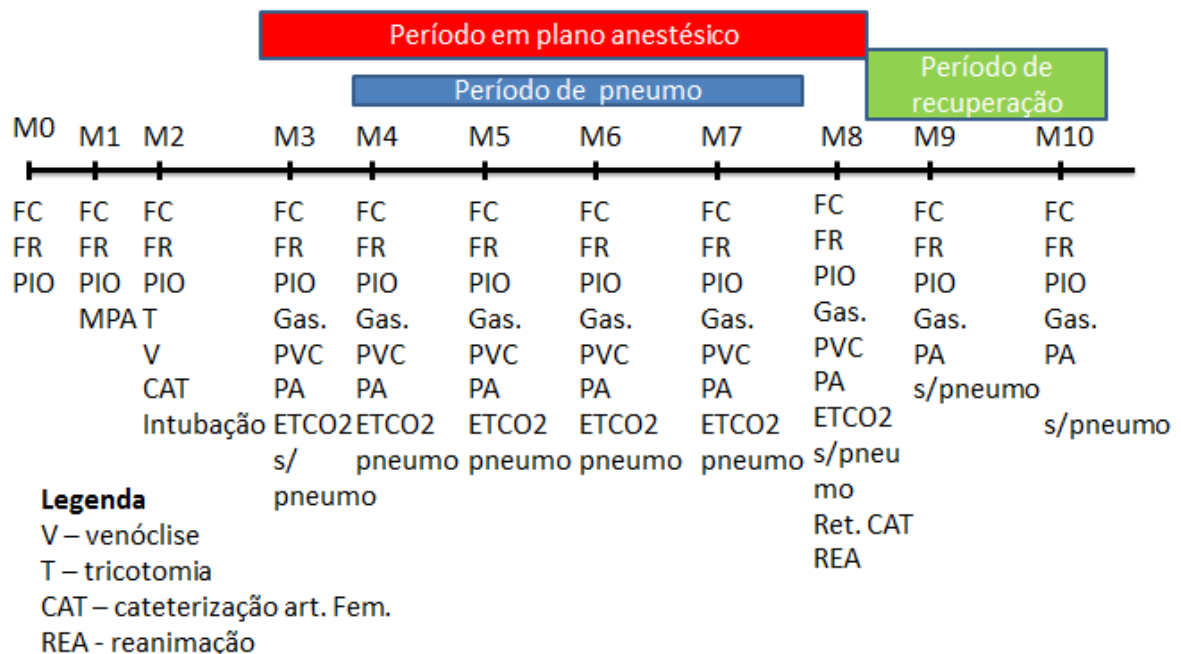 Período em plano anestésico
Período de pneumo
Período de
recuperação
M0 M1 M2 M3 M4 M5 M6 M7 M8 M9 M10
FC FC FC FC FC FC FC FC FC FC FC
FR FR FR FR FR FR FR FR FR FR FR
PIO PIO PIO PIO PIO PIO PIO PIO PIO PIO PIO
MPA T Gas. Gas. Gas. Gas. Gas. Gas. Gas. Gas.
V PVC PVC PVC PVC PVC PVC PA PA
CAT PA PA PA PA PA PA s/pneumo
Intubação ETCO2 ETCO2 ETCO2 ETCO2 ETCO2 ETCO2 s/pneumo
s/ pneumo pneumo pneumo pneumo s/pneu
pneumo mo
Ret. CAT
REA
Legenda
V – venóclise
T – tricotomia
CAT – cateterização art. Fem.
REA - reanimação